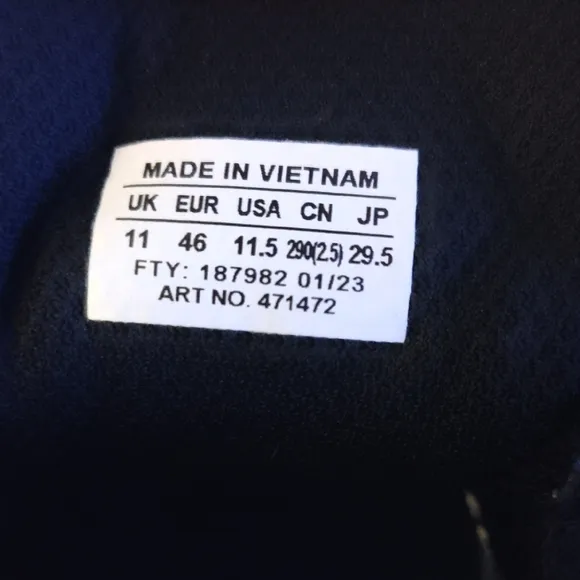 MADE IN VIETNAM
UK EUR USA CN JP
11 46 11.5 290(2.5) 29.5
FTY: 187982 01/23
ART NO. 471472